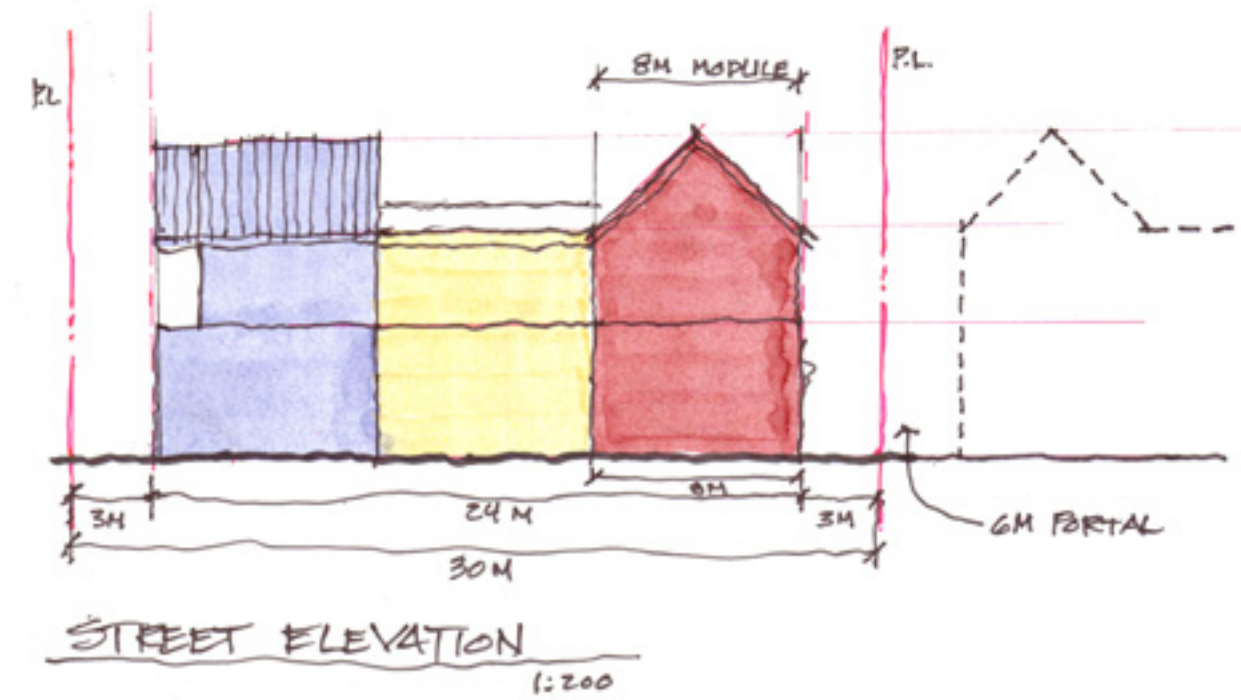 8M MODULE
P.L.
P.L
8M
3M
24 M
3M
6M PORTAL
30M
STREET ELEVATION
1:200